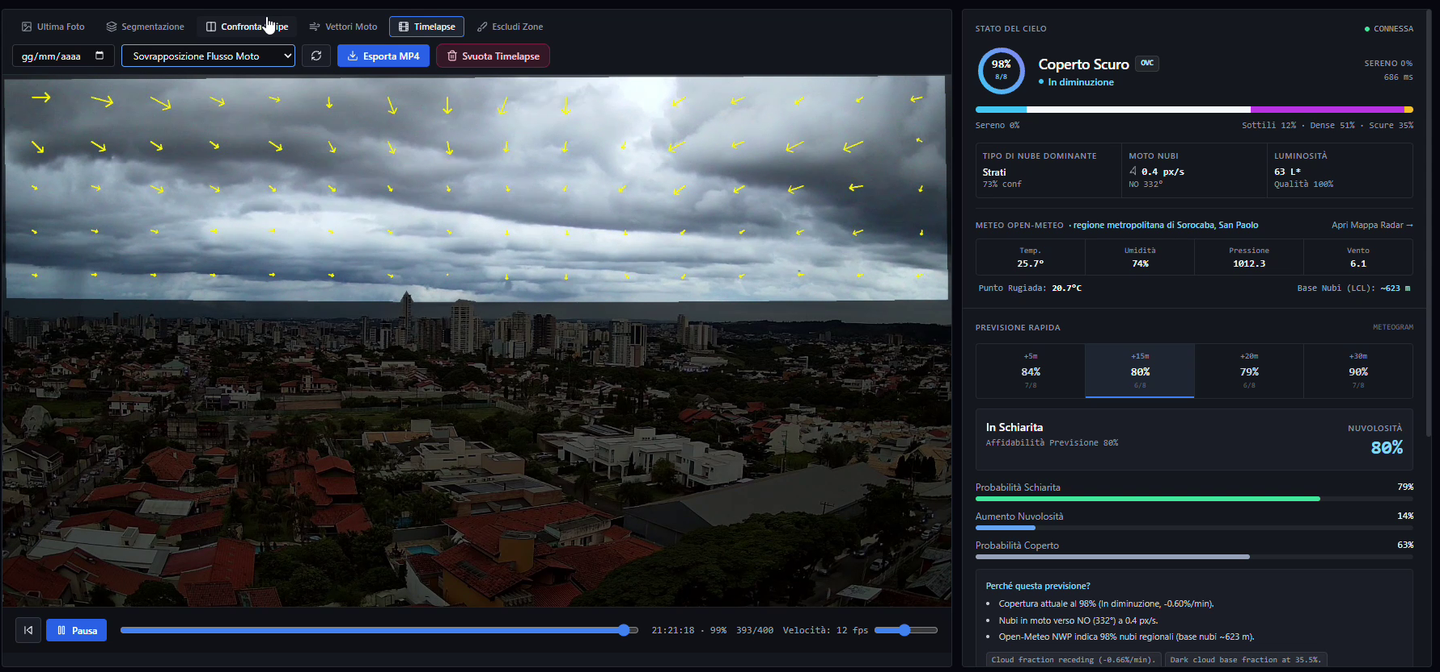 Ultima Foto
Segmentazione
Vettori Moto
Timelapse
Escludi Zone
gg/mm/aaaa
Sovrapposizione Flusso Moto
Esporta MP4
Svuota Timelapse
Pausa
21:21:18 · 99% 393/400 Velocità: 12 fps
STATO DEL CIELO
CONNESSA
98%
8/8
Coperto Scuro OVC
In diminuzione
SERENO 0%
686 ms
Sereno 0%
Sottili 12% · Dense 51% · Scure 35%
TIPO DI NUBE DOMINANTE
Strati
73% conf
MOTO NUBI
0.4 px/s
NO 332°
LUMINOSITÀ
63 L*
Qualità 100%
METEO OPEN-METEO · regione metropolitana di Sorocaba, San Paolo
Apri Mappa Radar →
Temp.
25.7°
Umidità
74%
Pressione
1012.3
Vento
6.1
Punto Rugiada: 20.7°C
Base Nubi (LCL): ~623 m
PREVISIONE RAPIDA
METEOGRAM
+5m
84%
7/8
+15m
80%
6/8
+20m
79%
6/8
+30m
90%
7/8
In Schiarita
Affidabilità Previsione 80%
NUVOLOSITÀ
80%
Probabilità Schiarita
79%
Aumento Nuvolosità
14%
Probabilità Coperto
63%
Perché questa previsione?
• Copertura attuale al 98% (In diminuzione, -0.60%/min).
• Nubi in moto verso NO (332°) a 0.4 px/s.
• Open-Meteo NWP indica 98% nubi regionali (base nubi ~623 m).
Cloud fraction receding (-0.66%/min).
Dark cloud base fraction at 35.5%.